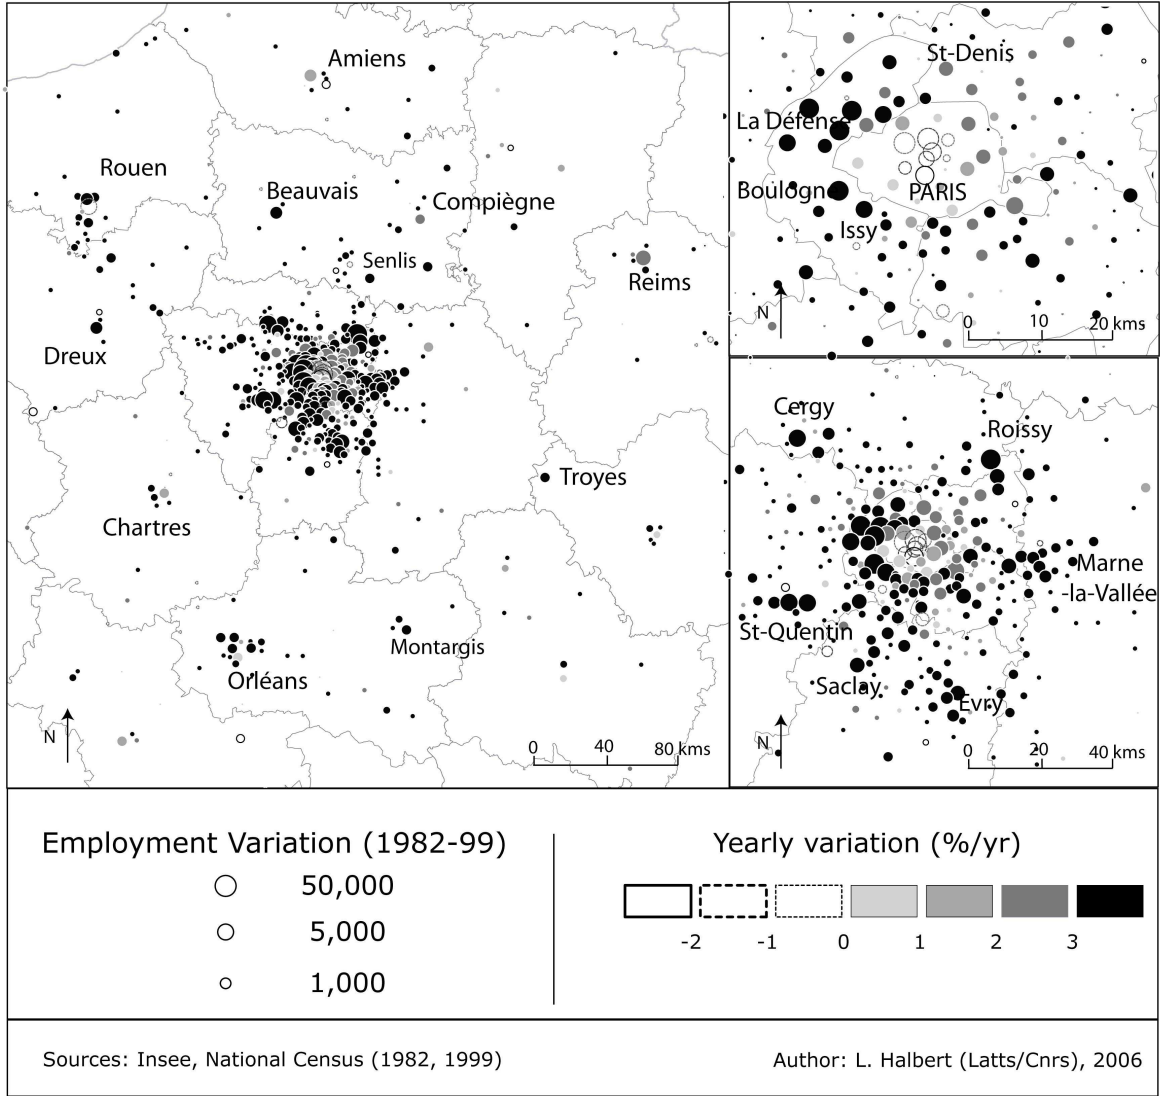 Amiens
Rouen
Beauvais
Compiègne
Senlis
Reims
Dreux
Troyes
Chartres
Montargis
Orléans
N
0 40 80 kms
St-Denis
La Défense
Boulogne
PARIS
Issy
N
0 10 20 kms
Cergy
Roissy
Marne
-la-Vallée
St-Quentin
Saclay
Evry
N
0 20 40 kms
Employment Variation (1982-99)
50,000
5,000
1,000
Yearly variation (%/yr)
-2 -1 0 1 2 3
Sources: Insee, National Census (1982, 1999)
Author: L. Halbert (Latts/Cnrs), 2006